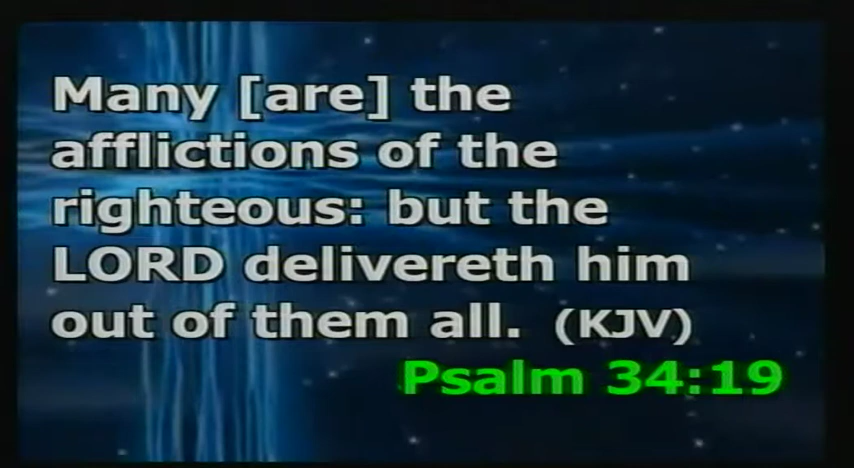 Many [are] the
afflictions of the
righteous: but the
LORD delivereth him
out of them all. (KJV)
Psalm 34:19